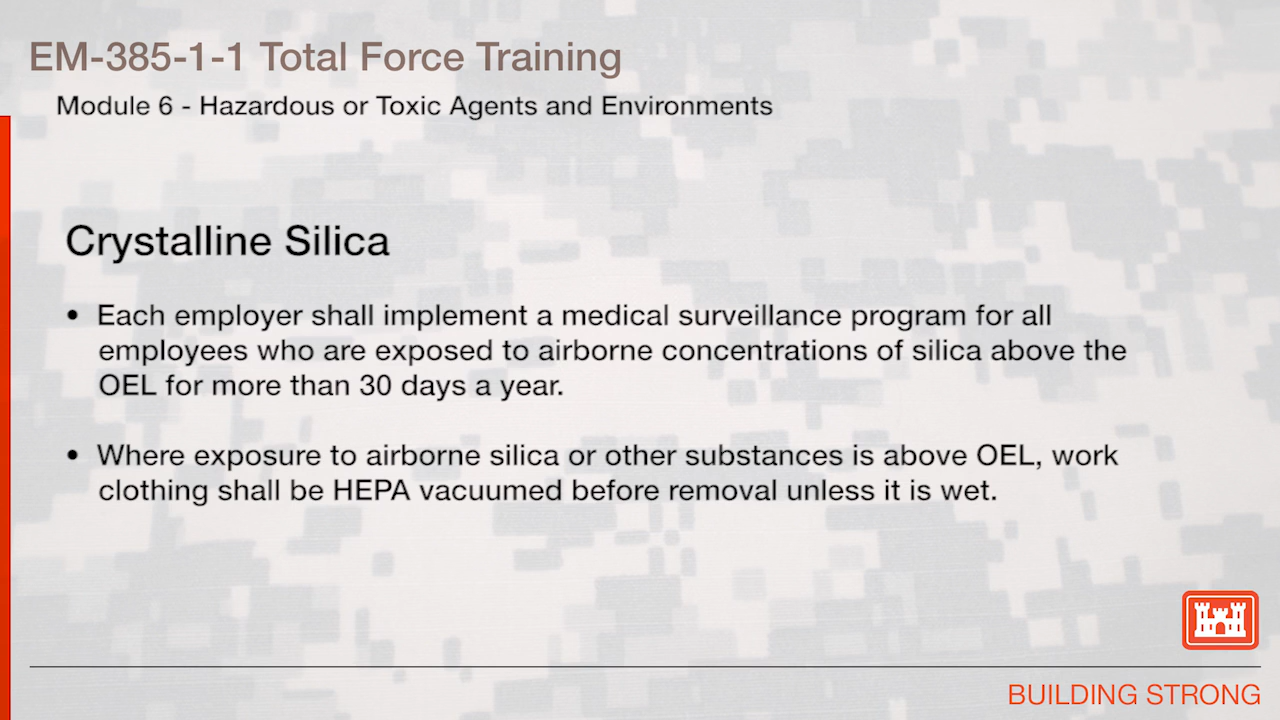 EM-385-1-1 Total Force Training
Module 6 - Hazardous or Toxic Agents and Environments
Crystalline Silica
• Each employer shall implement a medical surveillance program for all
employees who are exposed to airborne concentrations of silica above the
OEL for more than 30 days a year.
• Where exposure to airborne silica or other substances is above OEL, work
clothing shall be HEPA vacuumed before removal unless it is wet.
BUILDING STRONG